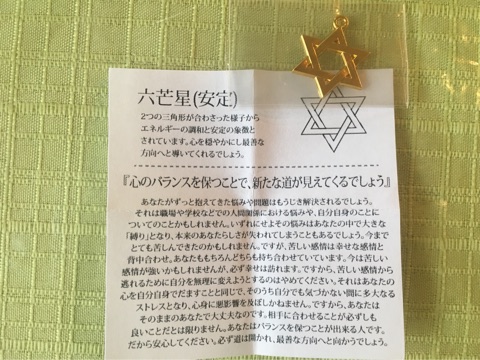 六芒星(安定)
2つの三角形が合わさった様子から
エネルギーの調和と安定の象徴と
されています。心を穏やかにし最善な
方向へと導いてくれるでしょう。
『心のバランスを保つことで、新たな道が見えてくるでしょう』
あなたがずっと抱えてきた悩みや問題はもうじき解決されるでしょう。
それは職場や学校などでの人間関係における悩みや、自分自身のことに
ついてのことかもしれません。いずれにせよその悩みはあなたの中で大きな
「縛り」となり、本来のあなたらしさが失われてしまうこともあるでしょう。今まで
とても苦しんできたのかもしれません。ですが、苦しい感情は幸せな感情と
背中合わせ。あなたももちろんどちらも持ち合わせています。今は苦しい
感情が強いかもしれませんが、必ず幸せは訪れます。ですから、苦しい感情から
逃れるために自分を無理に変えようとするのはやめてください。それはあなたの
心を自分自身でだますことと同じで、そのうち自分でも気づかない間に多大なる
ストレスとなり、心身に悪影響を及ぼしかねません。ですから、あなたは
そのままのあなたで大丈夫なのです。相手に合わせることが必ずしも
良いことだとは限りません。あなたはバランスを保つことが出来る人です。
だから安心してください。必ず道は開かれ、最善な方向へと向かうでしょう。